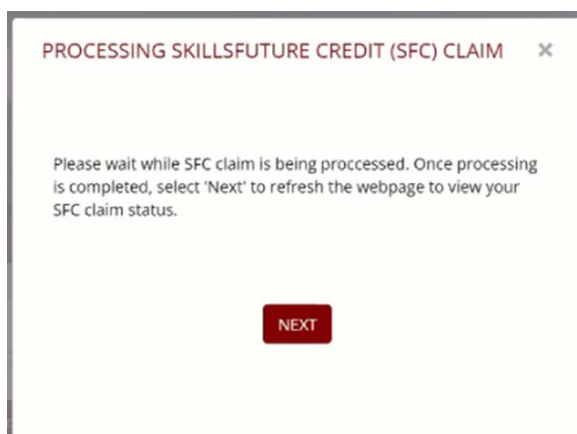 PROCESSING SKILLSFUTURE CREDIT (SFC) CLAIM ×
Please wait while SFC claim is being proccessed. Once processing
is completed, select 'Next' to refresh the webpage to view your
SFC claim status.
NEXT